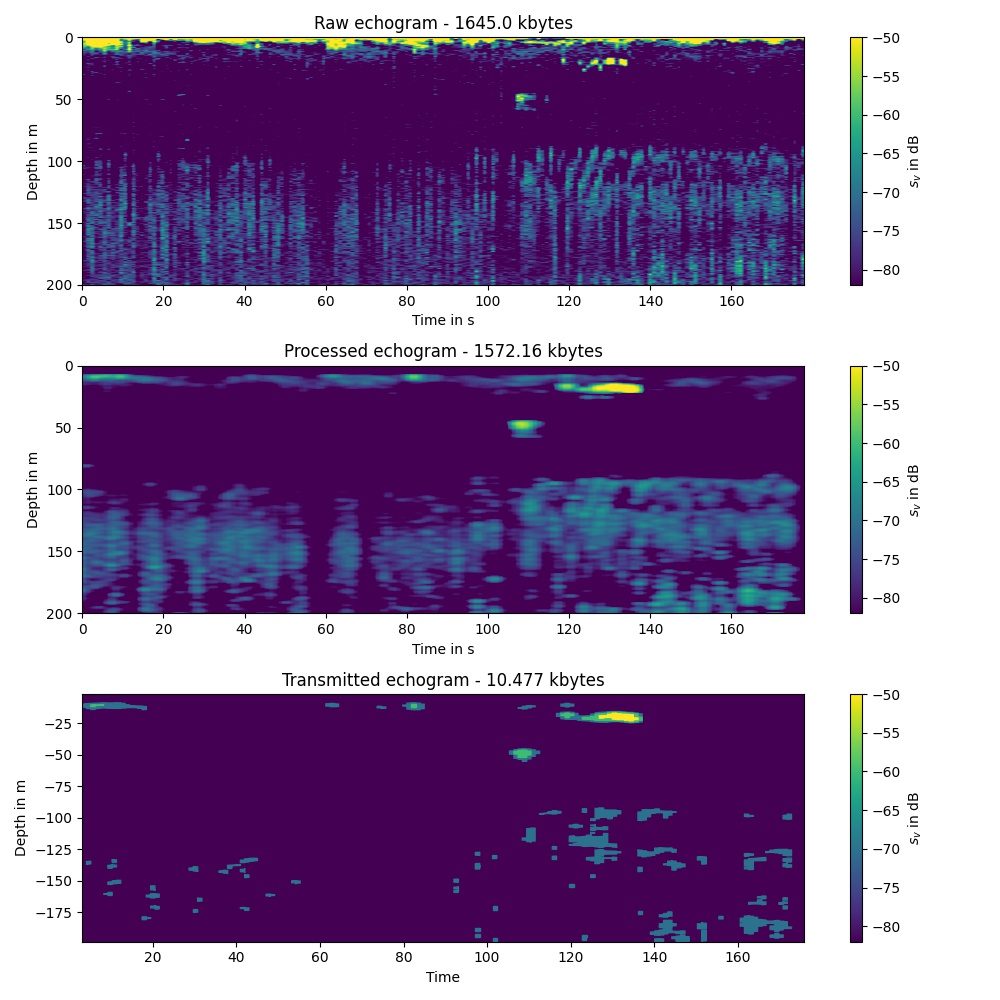 Raw echogram - 1645.0 kbytes
0
50
100
150
200
Depth in m
0 20 40 60 80 100 120 140 160
Time in s
−50
−55
−60
−65
−70
−75
−80
sv in dB
Processed echogram - 1572.16 kbytes
0
50
100
150
200
Depth in m
0 20 40 60 80 100 120 140 160
Time in s
−50
−55
−60
−65
−70
−75
−80
sv in dB
Transmitted echogram - 10.477 kbytes
−25
−50
−75
−100
−125
−150
−175
Depth in m
20 40 60 80 100 120 140 160
Time
−50
−55
−60
−65
−70
−75
−80
sv in dB